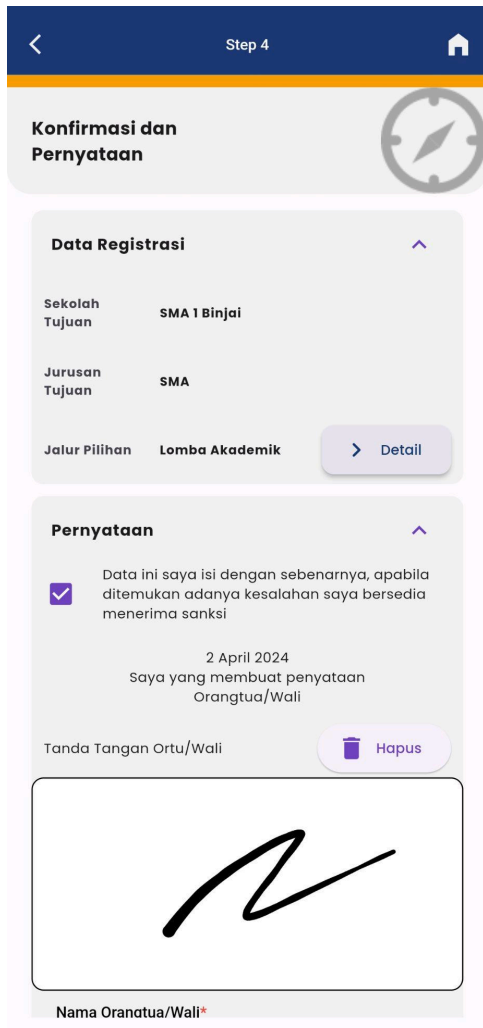 Step 4
Konfirmasi dan
Pernyataan
Data Registrasi
Sekolah
Tujuan
SMA 1 Binjai
Jurusan
Tujuan
SMA
Jalur Pilihan
Lomba Akademik
Detail
Pernyataan
Data ini saya isi dengan sebenarnya, apabila
ditemukan adanya kesalahan saya bersedia
menerima sanksi
2 April 2024
Saya yang membuat penyataan
Orangtua/Wali
Tanda Tangan Ortu/Wali
Hapus
Nama Orangtua/Wali*